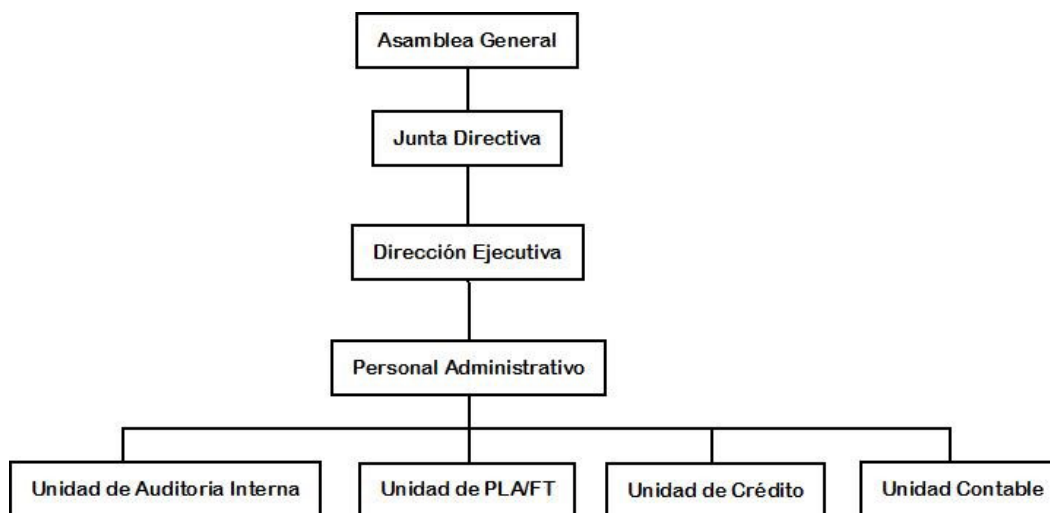 Asamblea General
Junta Directiva
Dirección Ejecutiva
Personal Administrativo
Unidad de Auditoria Interna
Unidad de PLA/FT
Unidad de Crédito
Unidad Contable